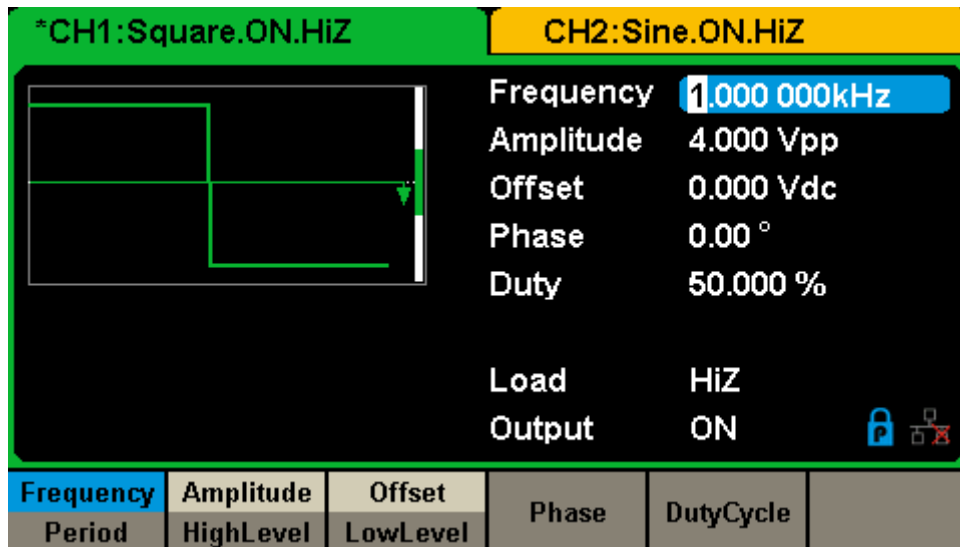 *CH1:Square.ON.HiZ CH2:Sine.ON.HiZ
Frequency 1.000 000kHz
Amplitude 4.000 Vpp
Offset 0.000 Vdc
Phase 0.00 °
Duty 50.000 %
Load HiZ
Output ON
P
Frequency Amplitude Offset Phase DutyCycle
Period HighLevel LowLevel